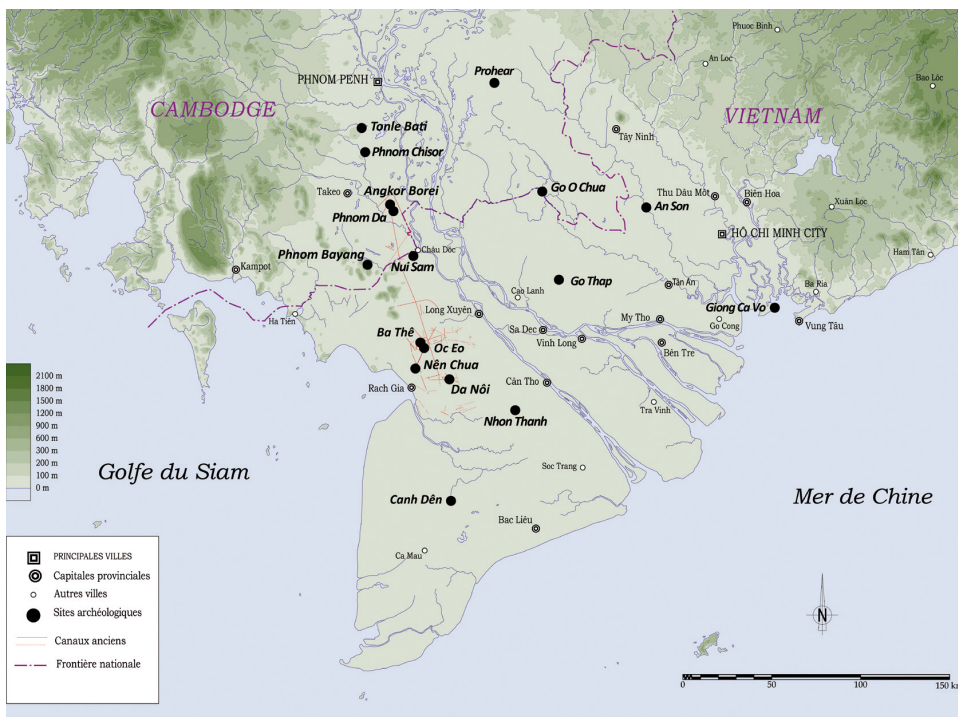 Phuoc Binh
An Loc
PHNOM PENH
Prohear
Bao Lôc
CAMBODGE
VIETNAM
Tonle Bati
Tây Ninh
Phnom Chisor
Takeo
Angkor Borei
Go O Chua
Thu Dâu Môt
Biên Hoa
Phnom Da
An Son
Xuân Loc
HÔ CHI MINH CITY
Châu Dôc
Nui Sam
Ham Tân
Phnom Bayang
Kampot
Go Thap
Tân An
Ba Ria
Cao Lanh
Giong Ca Vo
Ha Tiên
Long Xuyên
My Tho
Go Cong
Vung Tâu
Sa Dec
Ba Thê
Vinh Long
Oc Eo
Bên Tre
Nên Chua
Da Nôi
Rach Gia
Cân Tho
Nhon Thanh
Tra Vinh
2100 m
1800 m
1500 m
1200 m
900 m
600 m
300 m
200 m
100 m
0 m
Golfe du Siam
Soc Trang
Mer de Chine
Canh Dên
Bac Liêu
Ca Mau
PRINCIPALES VILLES
Capitales provinciales
Autres villes
Sites archéologiques
Canaux anciens
Frontière nationale
N
0 5
50
100
150 km